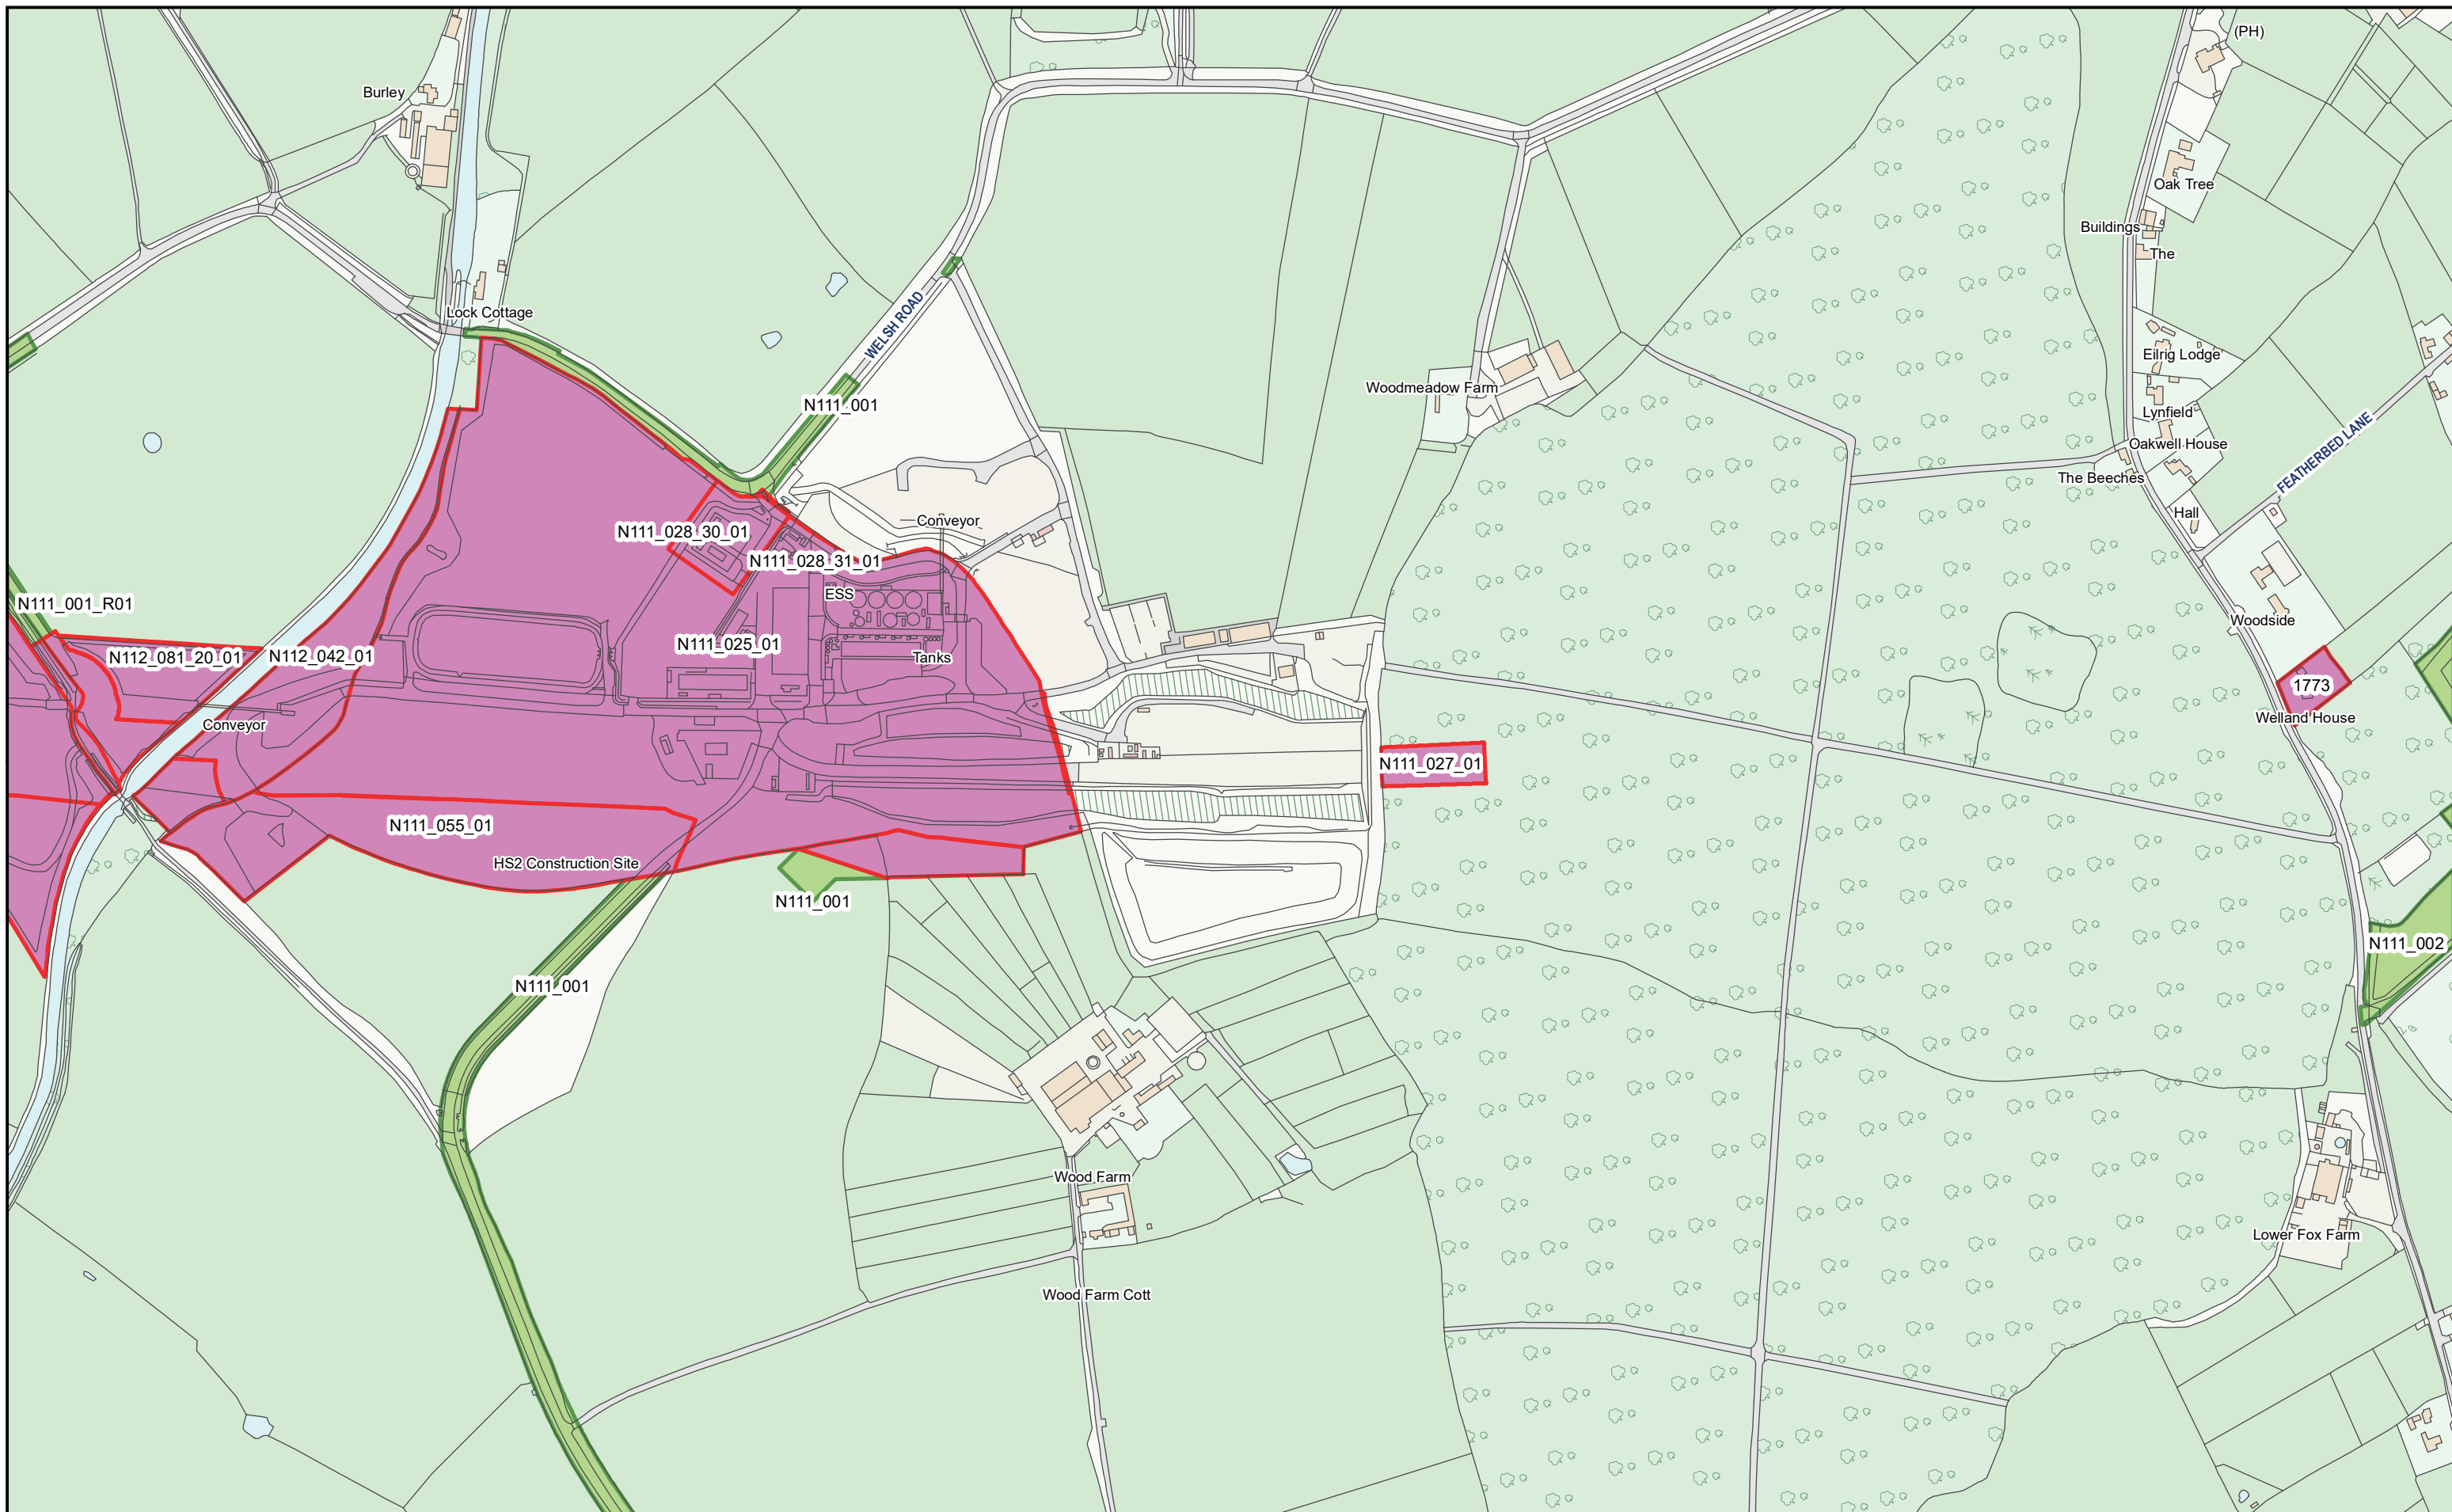 (PH)
Burley
Oak Tree
Buildings
The
Lock Cottage
WELSH ROAD
Eilrig Lodge
Woodmeadow Farm
N111_001
Lynfield
Oakwell House
FEATHERBED LANE
The Beeches
Hall
Conveyor
N111_028_30_01
N111_028_31_01
ESS
N111_001_R01
Woodside
N111_025_01
N112_081_20_01
N112_042_01
Tanks
1773
Welland House
Conveyor
N111_027_01
N111_055_01
HS2 Construction Site
N111_001
N111_002
N111_001
Wood Farm
Lower Fox Farm
Wood Farm Cott